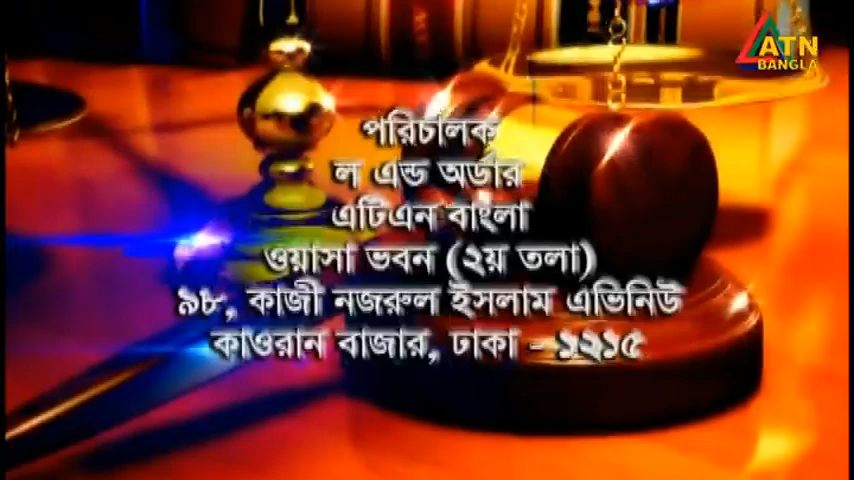 ATN
BANGLA
পরিচালক
ল এন্ড অর্ডার
এটিএন বাংলা
ওয়াসা ভবন (২য় তলা)
৯৮, কাজী নজরুল ইসলাম এভিনিউ
কাওরান বাজার, ঢাকা - ১২১৫